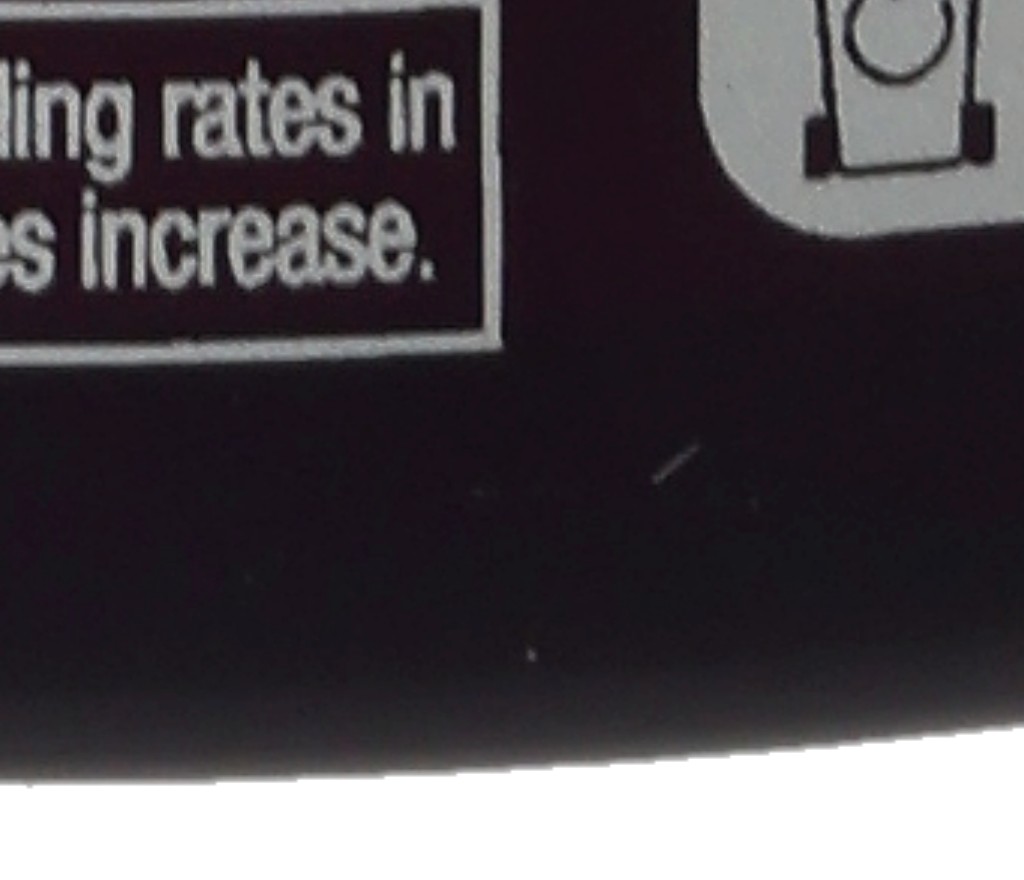 ling rates in
es increase.